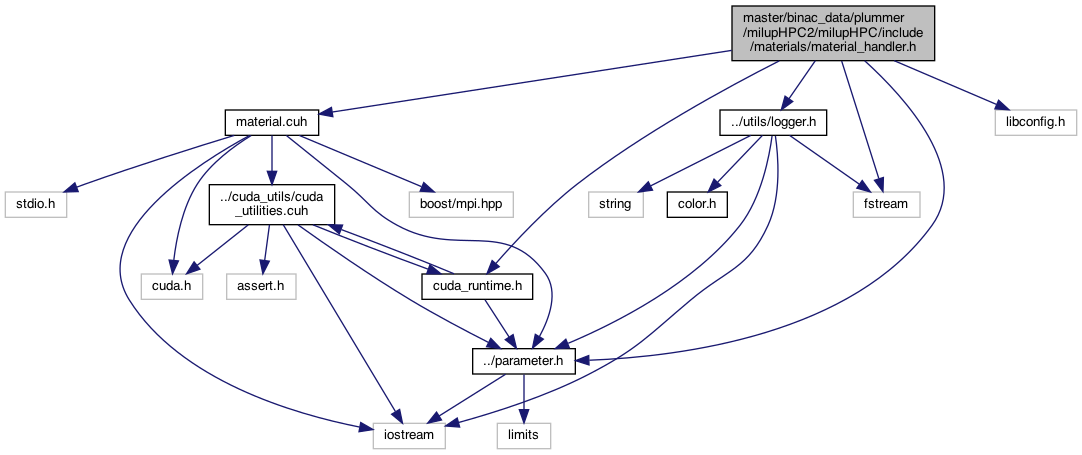 master/binac_data/plummer
/milupHPC2/milupHPC/include
/materials/material_handler.h
material.cuh
../utils/logger.h
libconfig.h
stdio.h
../cuda_utils/cuda
_utilities.cuh
boost/mpi.hpp
string
color.h
fstream
cuda.h
assert.h
cuda_runtime.h
../parameter.h
iostream
limits